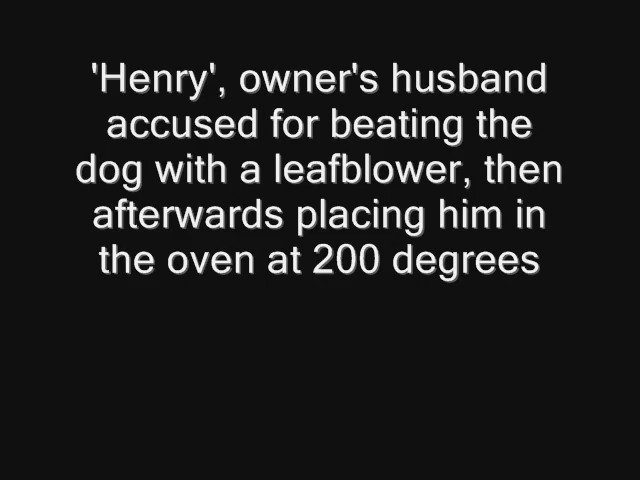 'Henry', owner's husband
accused for beating the
dog with a leafblower, then
afterwards placing him in
the oven at 200 degrees